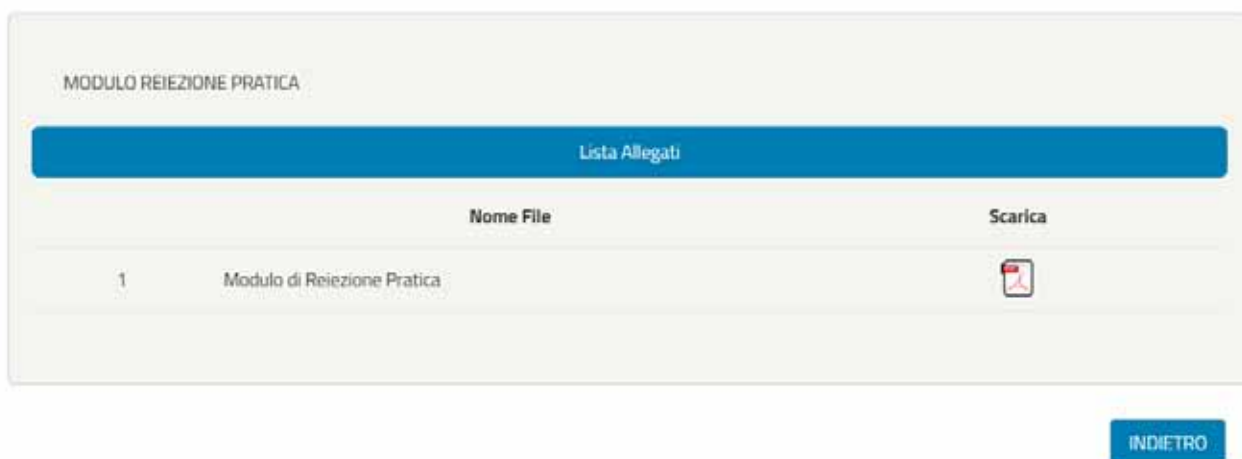 MODULO REIEZIONE PRATICA
Lista Allegati
Nome File Scarica
1 Modulo di Reiezione Pratica
INDIETRO